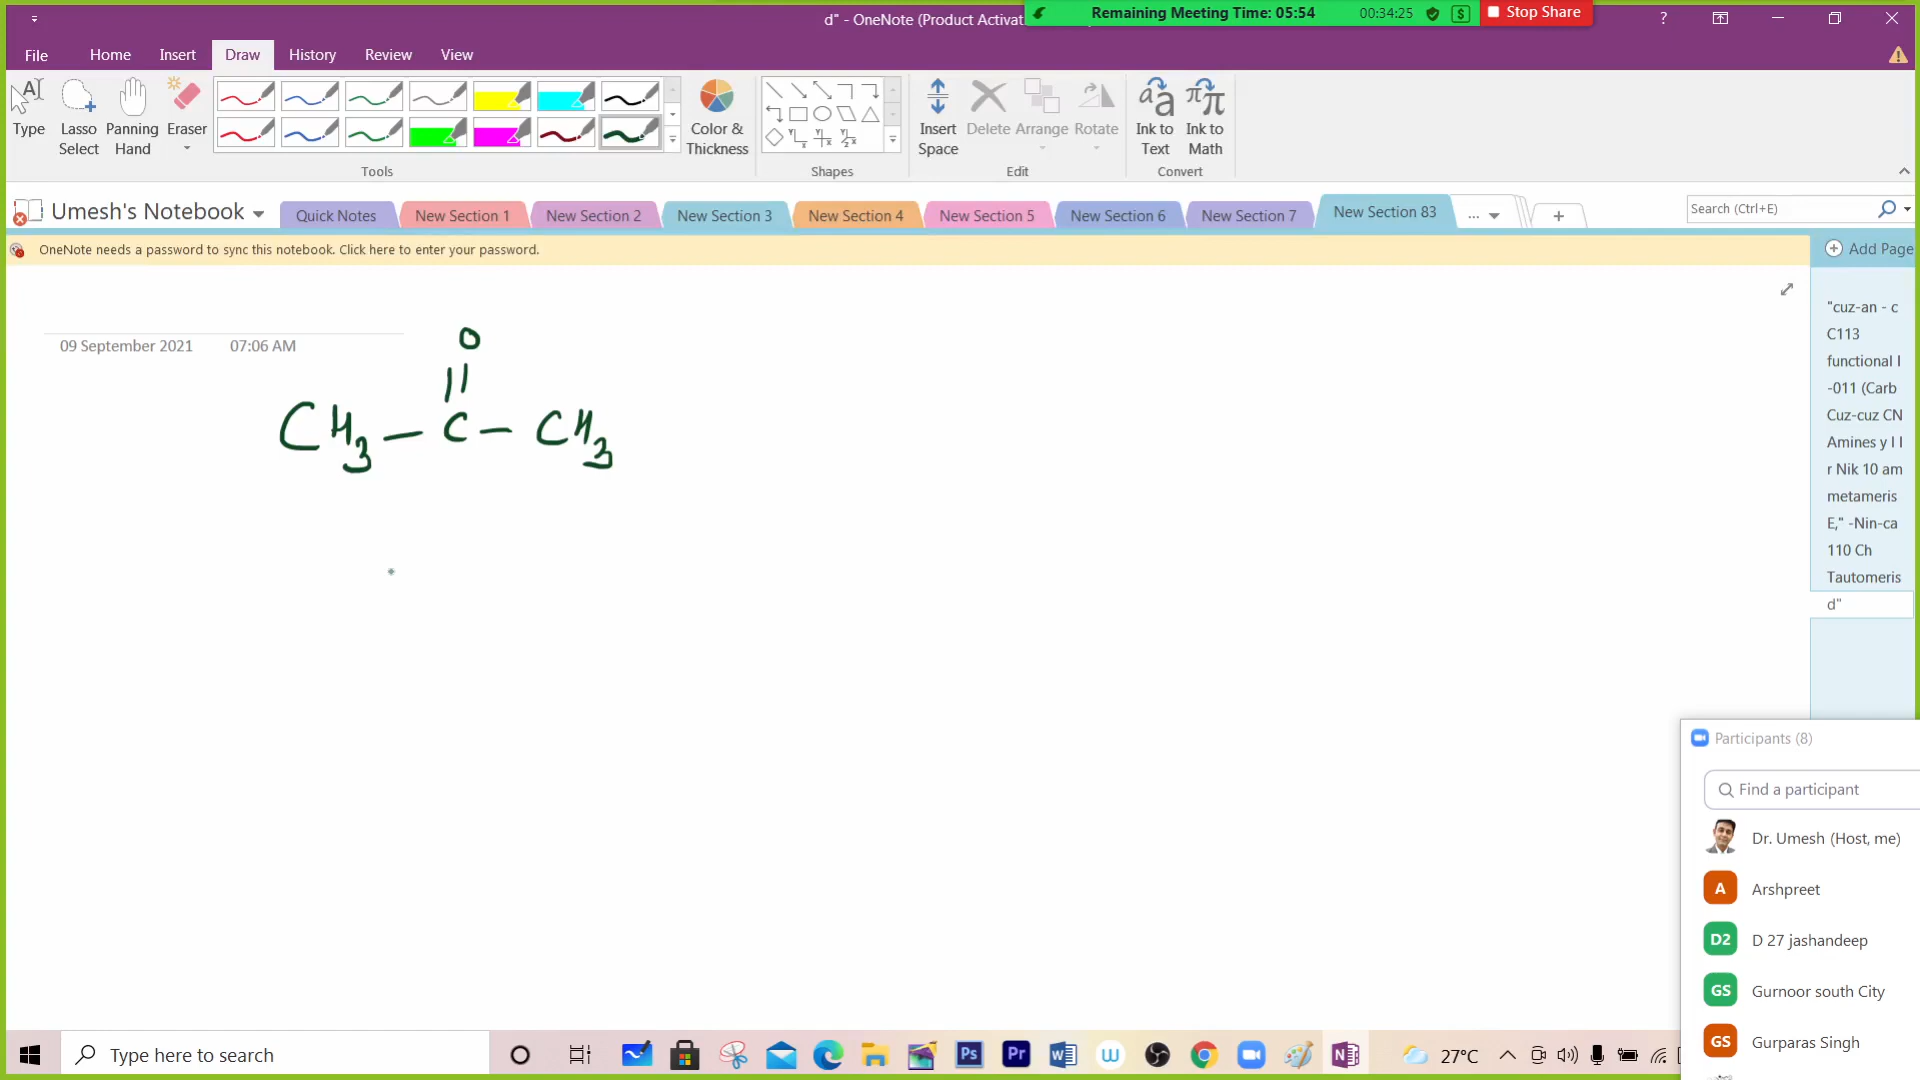 d" - OneNote (Product Activat
Remaining Meeting Time: 05:54
00:34:25
Stop Share
File
Home
Insert
Draw
History
Review
View
Type
Lasso Select
Panning Hand
Eraser
Color & Thickness
Insert Space
Delete
Arrange
Rotate
Ink to Text
Ink to Math
Tools
Shapes
Edit
Convert
Umesh's Notebook
Quick Notes
New Section 1
New Section 2
New Section 3
New Section 4
New Section 5
New Section 6
New Section 7
New Section 83
...
Search (Ctrl+E)
OneNote needs a password to sync this notebook. Click here to enter your password.
Add Page
"cuz-an - c
C113
functional I
-011 (Carb
Cuz-cuz CN
Amines y I I
r Nik 10 am
metameris
E," -Nin-ca
110 Ch
Tautomeris
d"
09 September 2021
07:06 AM
O
||
CH3 – C – CH3
Participants (8)
Find a participant
Dr. Umesh (Host, me)
A Arshpreet
D2 D 27 jashandeep
GS Gurnoor south City
GS Gurparas Singh
Type here to search
Ps
Pr
27°C